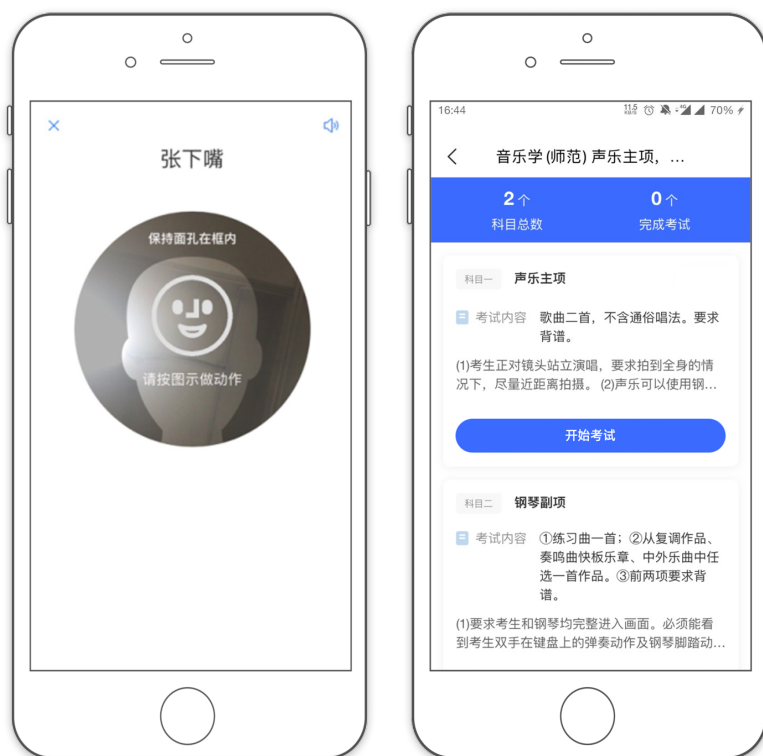 张下嘴
保持面孔在框内
请按图示做动作
16:44
11.5 KB/S 4G 70%
音乐学(师范)声乐主项，...
2个
0个
科目总数
完成考试
科目一 声乐主项
考试内容 歌曲二首，不含通俗唱法。要求
背谱。
(1)考生正对镜头站立演唱，要求拍到全身的情
况下，尽量近距离拍摄。 (2)声乐可以使用钢...
开始考试
科目二 钢琴副项
考试内容 ①练习曲一首；②从复调作品、
奏鸣曲快板乐章、中外乐曲中任
选一首作品。③前两项要求背
谱。
(1)要求考生和钢琴均完整进入画面。必须能看
到考生双手在键盘上的弹奏动作及钢琴脚踏动...